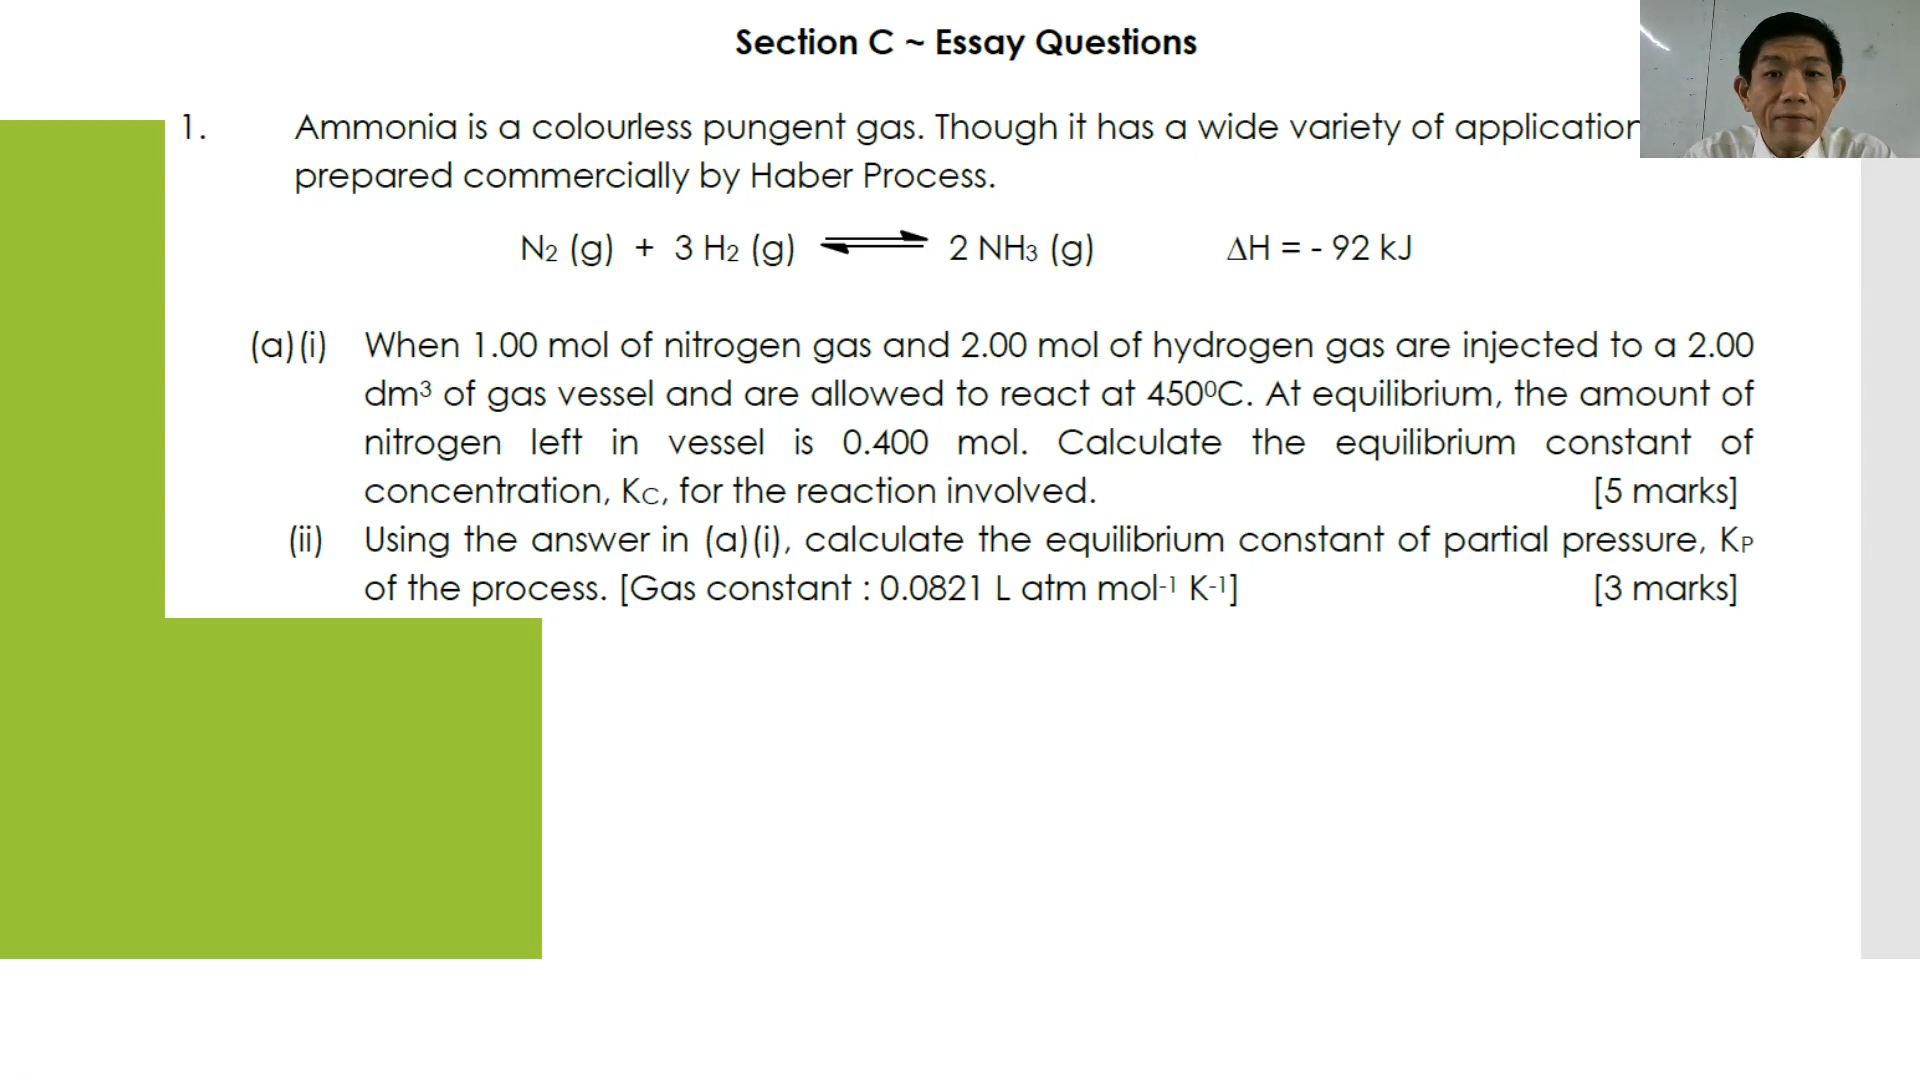 Section C ~ Essay Questions
1. Ammonia is a colourless pungent gas. Though it has a wide variety of
prepared commercially by Haber Process.
N₂ (g) + 3 H₂ (g) ⇌ 2 NH₃ (g) ΔH = - 92 kJ
(a)(i) When 1.00 mol of nitrogen gas and 2.00 mol of hydrogen gas are injected to a 2.00
dm³ of gas vessel and are allowed to react at 450⁰C. At equilibrium, the amount of
nitrogen left in vessel is 0.400 mol. Calculate the equilibrium constant of
concentration, KC, for the reaction involved. [5 marks]
(ii) Using the answer in (a)(i), calculate the equilibrium constant of partial pressure, KP
of the process. [Gas constant : 0.0821 L atm mol⁻¹ K⁻¹] [3 marks]